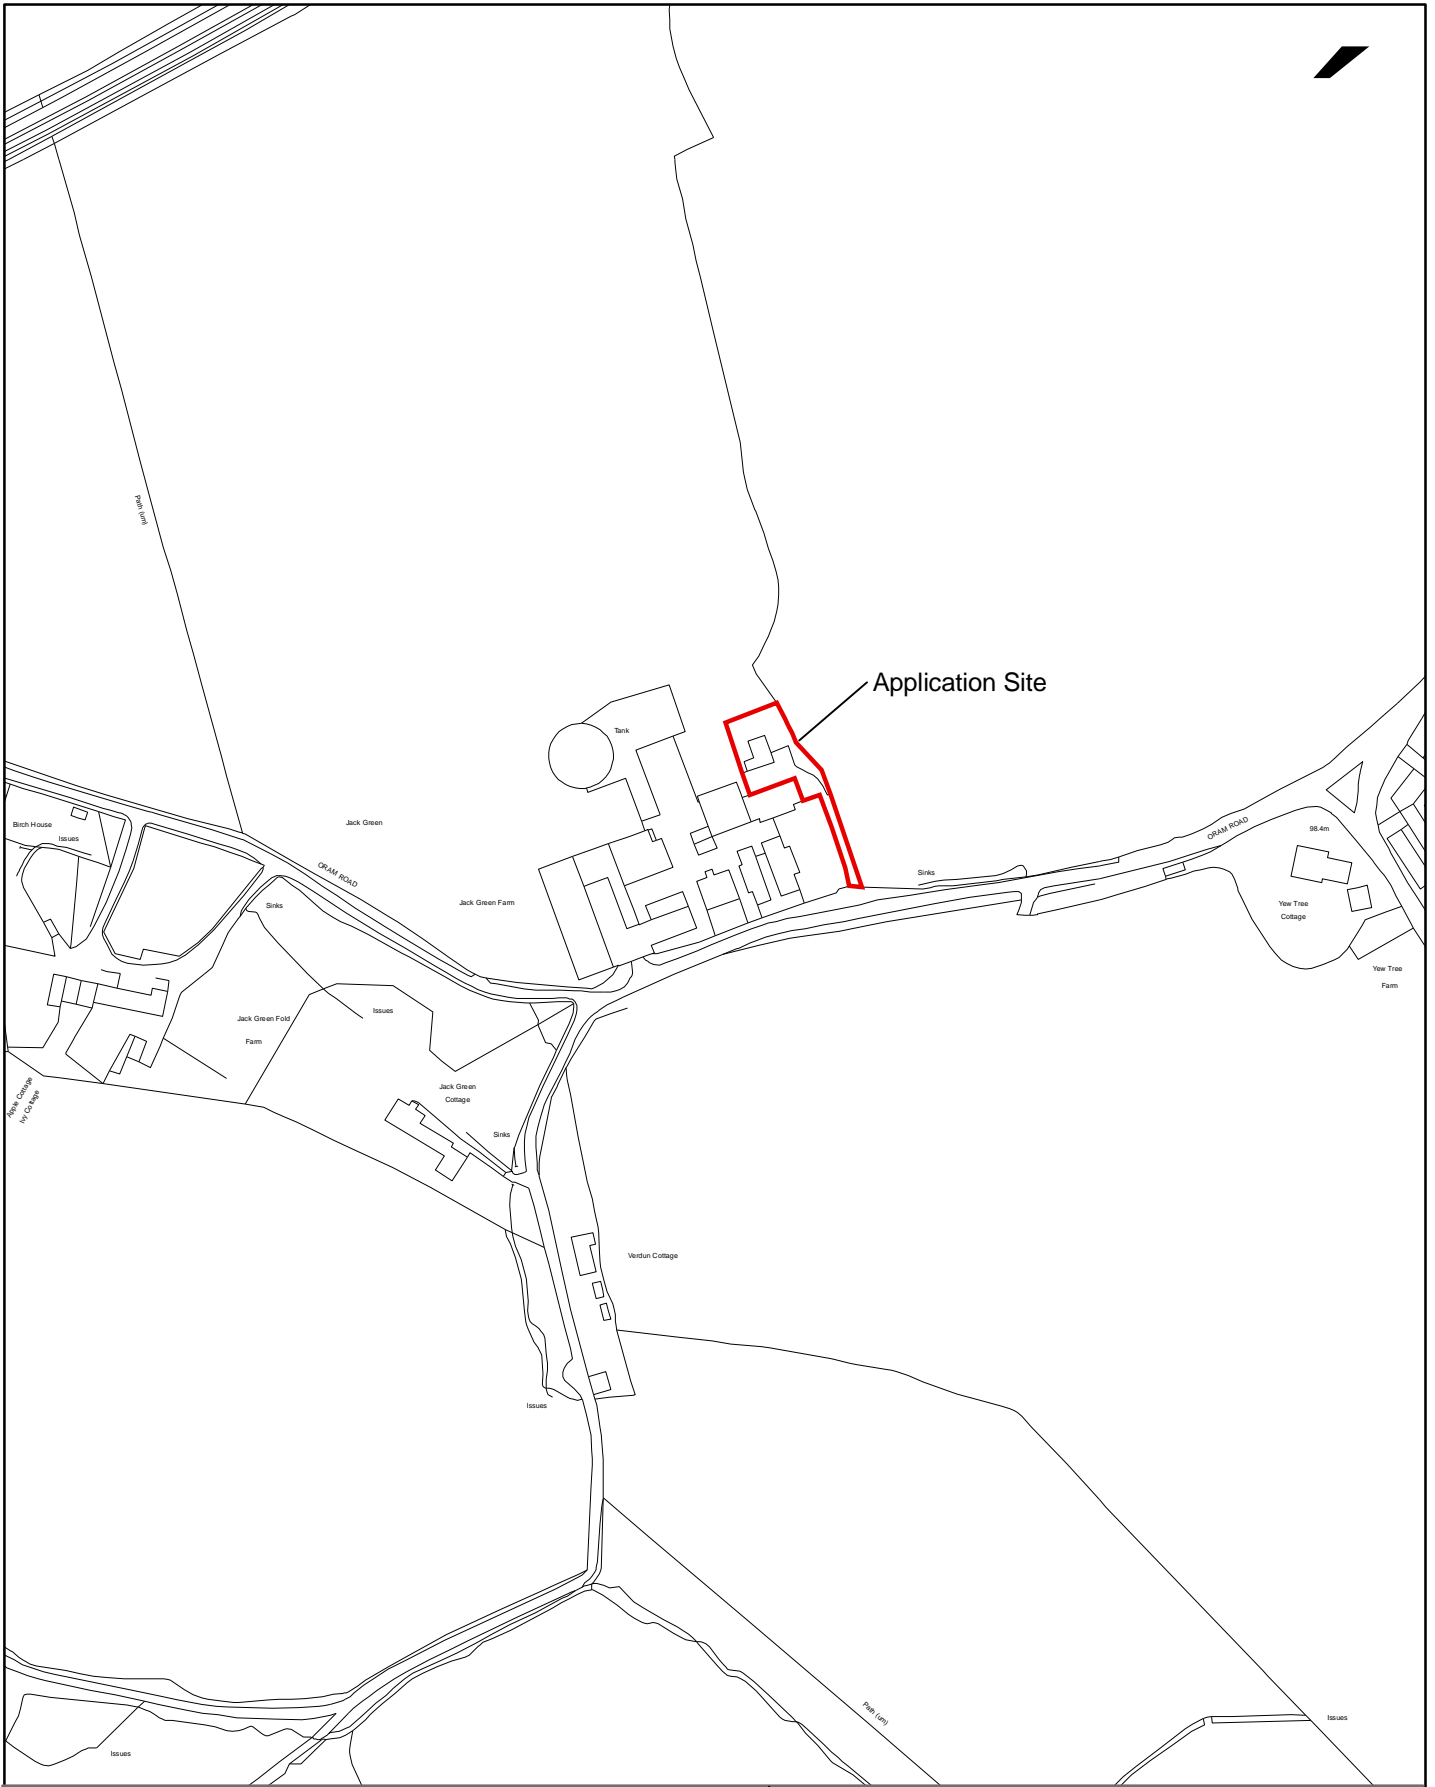 Path (um)
Application Site
Tank
Birch House
Issues
Jack Green
ORAM ROAD
ORAM ROAD
98.4m
Sinks
Sinks
Jack Green Farm
Yew Tree
Cottage
Yew Tree
Farm
Jack Green Fold
Farm
Issues
Jack Green
Cottage
Apple Cottage
Ivy Cottage
Sinks
Verdun Cottage
Issues
Path (um)
Issues
Issues